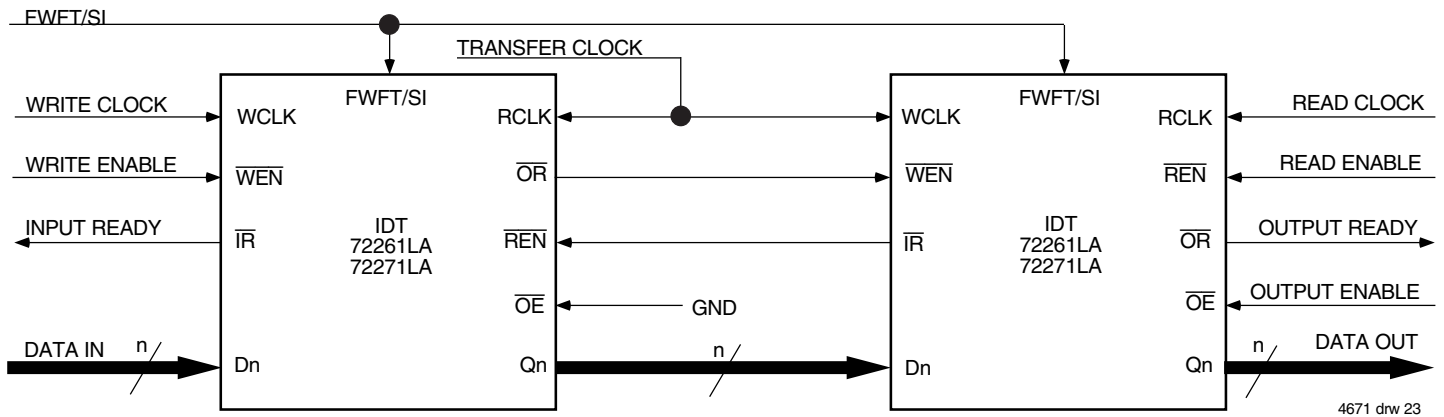 FWFT/SI
TRANSFER CLOCK
FWFT/SI
FWFT/SI
WRITE CLOCK
WCLK
RCLK
WCLK
RCLK
READ CLOCK
WRITE ENABLE
WEN
OR
WEN
REN
READ ENABLE
INPUT READY
IR
IDT
72261LA
72271LA
REN
IR
IDT
72261LA
72271LA
OR
OUTPUT READY
OE
GND
OE
OUTPUT ENABLE
DATA IN
n
Dn
Qn
n
Dn
Qn
n
DATA OUT
4671 drw 23